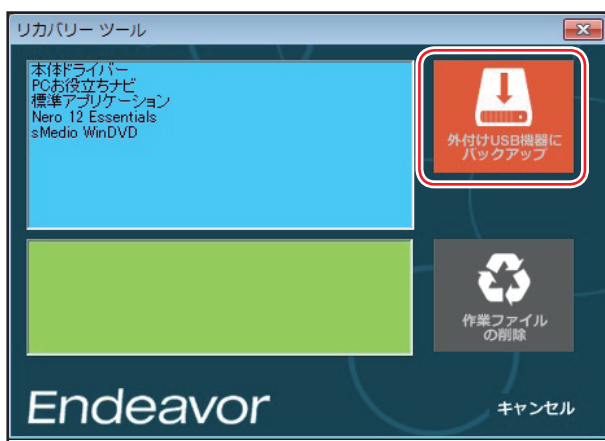 リカバリー ツール
本体ドライバー
PCお役立ちナビ
標準アプリケーション
Nero 12 Essentials
sMedio WinDVD
外付けUSB機器に
バックアップ
作業ファイル
の削除
Endeavor
キャンセル